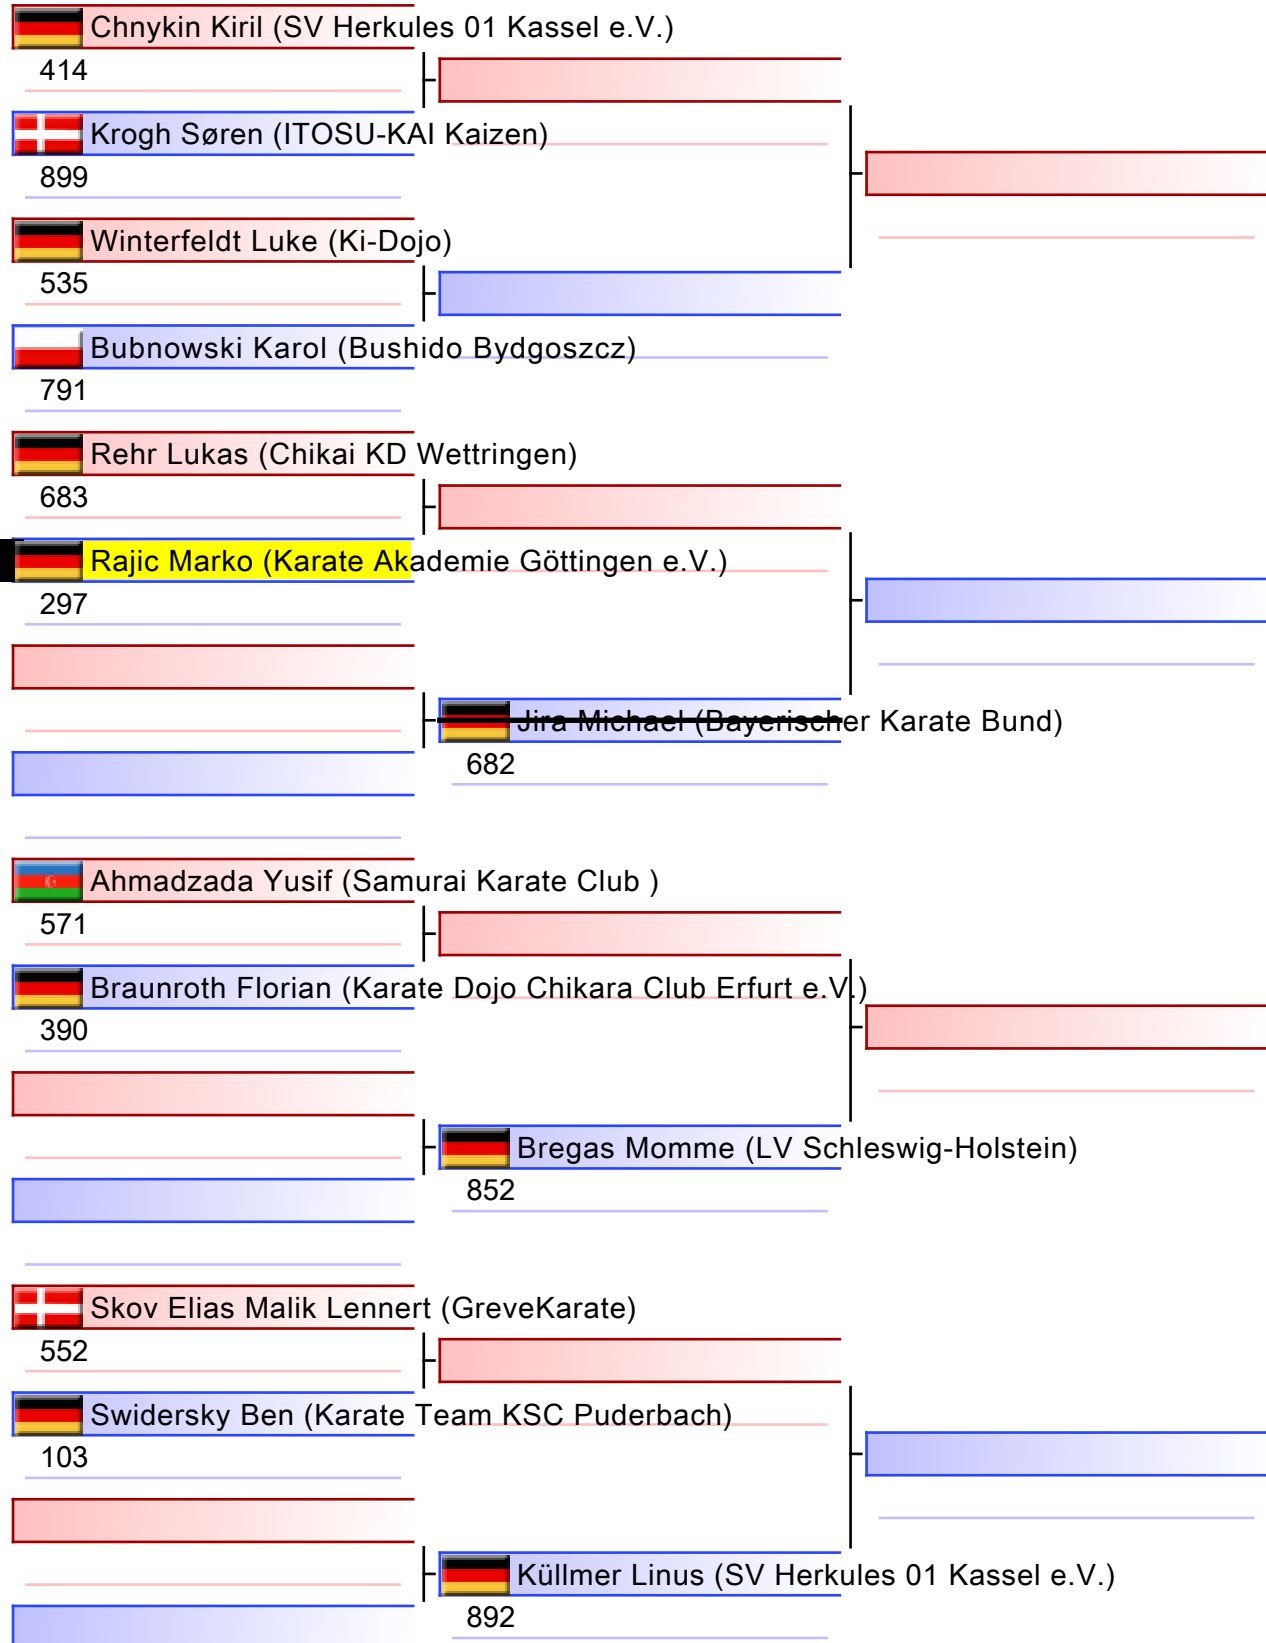 Chnykin Kiril (SV Herkules 01 Kassel e.V.)
414
Krogh Søren (ITOSU-KAI Kaizen)
899
Winterfeldt Luke (Ki-Dojo)
535
Bubnowski Karol (Bushido Bydgoszcz)
791
Rehr Lukas (Chikai KD Wettringen)
683
Rajic Marko (Karate Akademie Göttingen e.V.)
297
Jira Michael (Bayerischer Karate Bund)
682
Ahmadzada Yusif (Samurai Karate Club )
571
Braunroth Florian (Karate Dojo Chikara Club Erfurt e.V.)
390
Bregas Momme (LV Schleswig-Holstein)
852
Skov Elias Malik Lennert (GreveKarate)
552
Swidersky Ben (Karate Team KSC Puderbach)
103
Küllmer Linus (SV Herkules 01 Kassel e.V.)
892